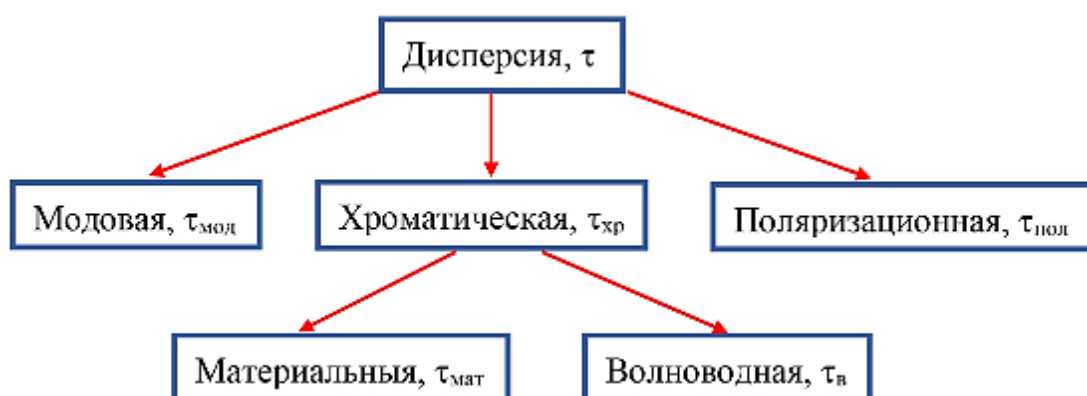 Дисперсия, τ
Модовая, τмод
Хроматическая, τхр
Поляризационная, τпол
Материальныя, τмат
Волноводная, τв